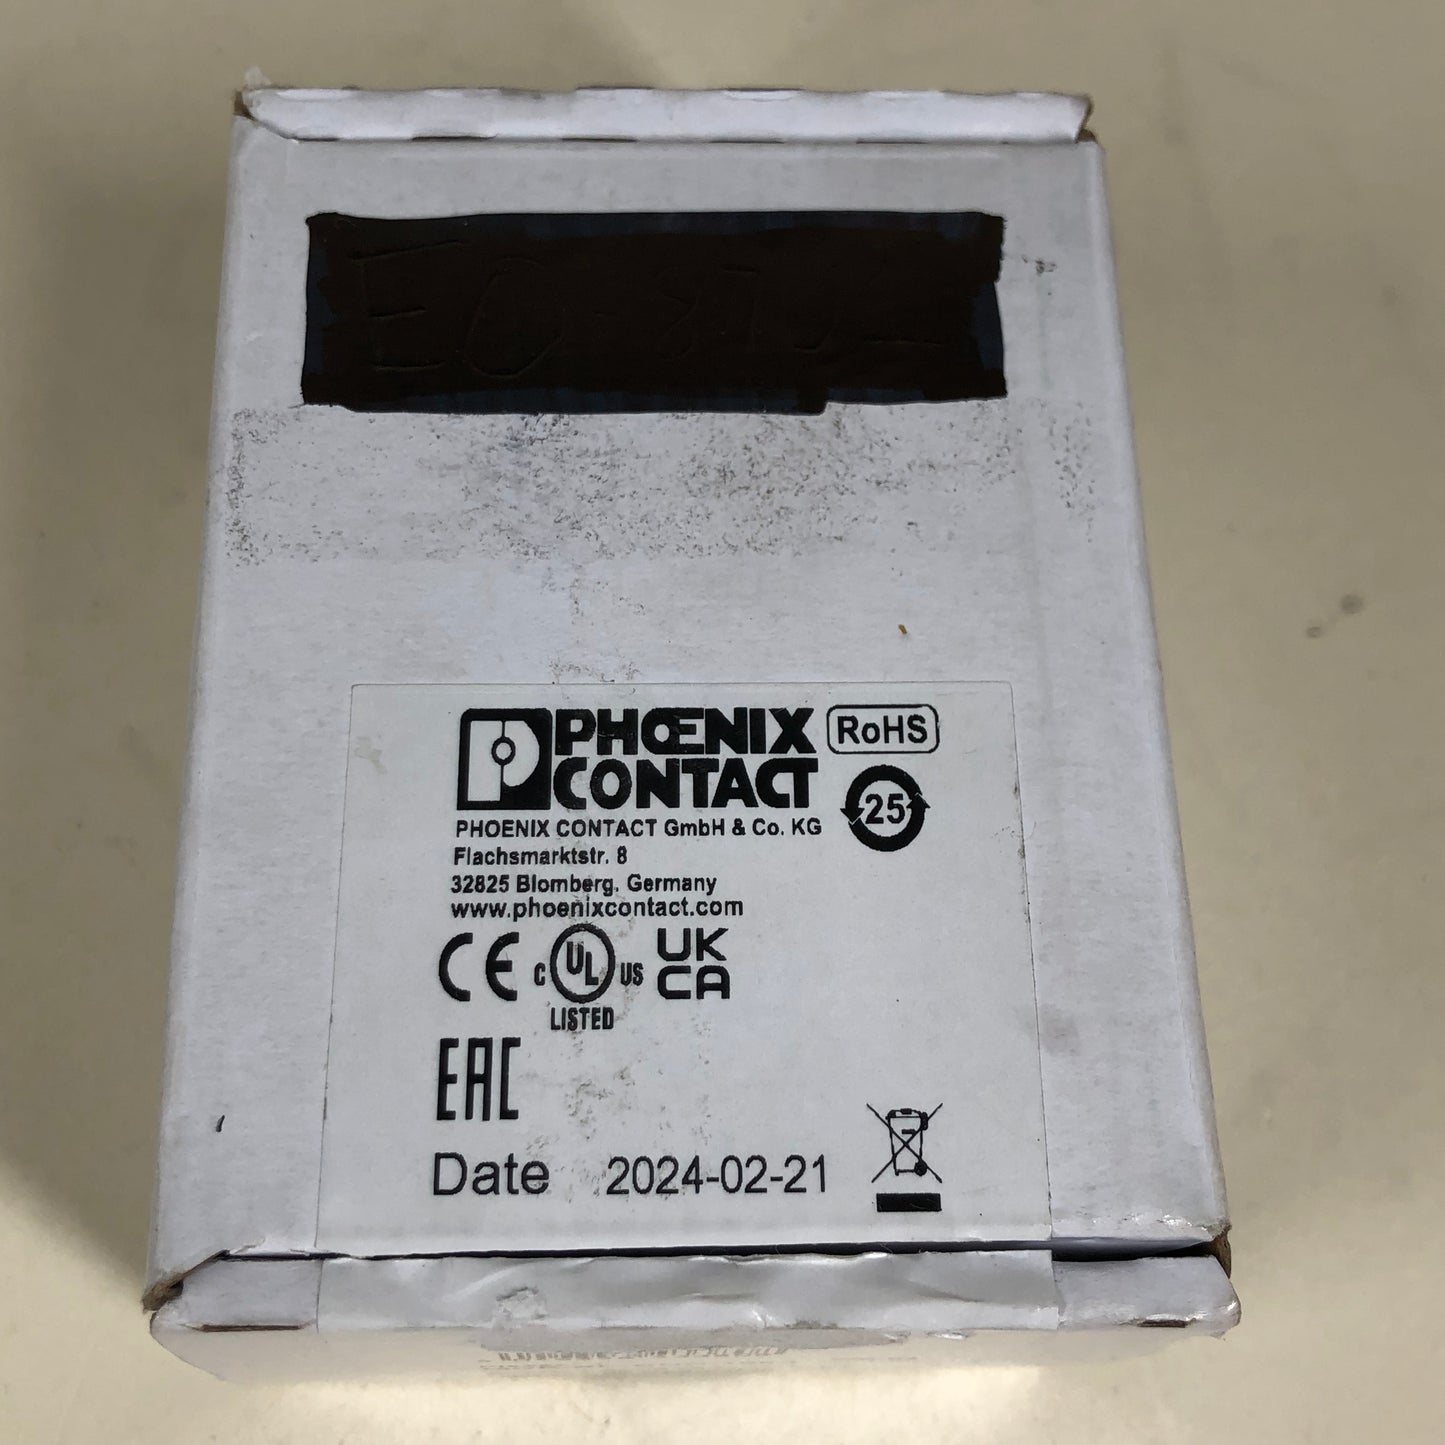 PHOENIX
CONTACT
RoHS
25
PHOENIX CONTACT GmbH & Co. KG
Flachsmarktstr. 8
32825 Blomberg, Germany
www.phoenixcontact.com
CE C UL US UK
CA
LISTED
EAC
Date 2024-02-21